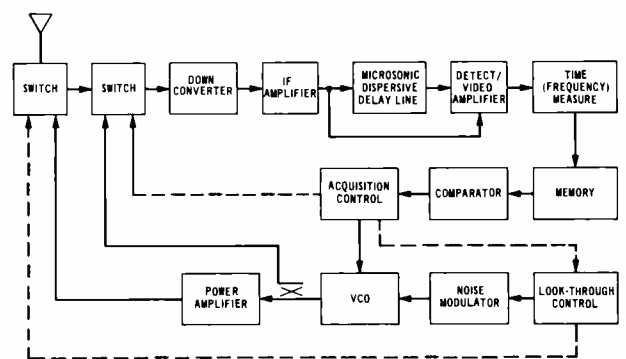 SWITCH
SWITCH
DOWN
CONVERTER
IF
AMPLIFIER
MICROSONIC
DISPERSIVE
DELAY LINE
DETECT/
VIDEO
AMPLIFIER
TIME
(FREQUENCY)
MEASURE
ACQUISITION
CONTROL
COMPARATOR
MEMORY
POWER
AMPLIFIER
VCO
NOISE
MODULATOR
LOOK-THROUGH
CONTROL